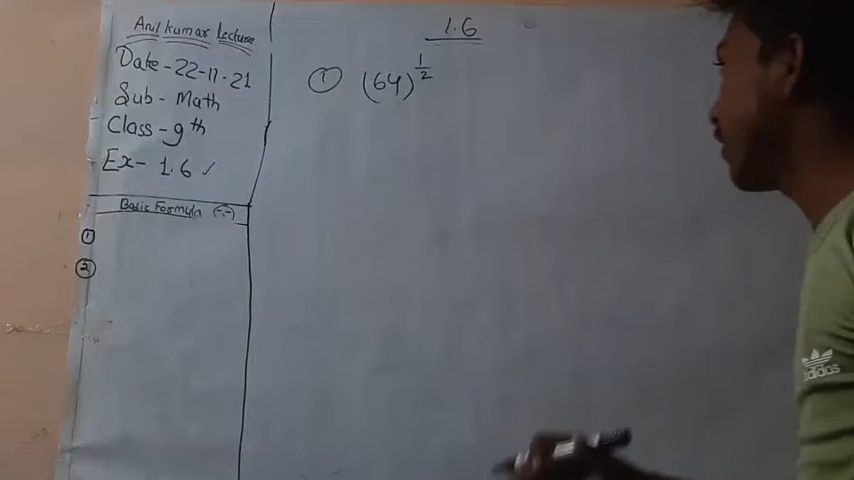 Anil kumar Lecture
Date - 22-11-21
Sub - Math
Class - 9th
Ex - 1.6 ✓
Basic Formula
①
②
1.6
① (64)^½
adidas